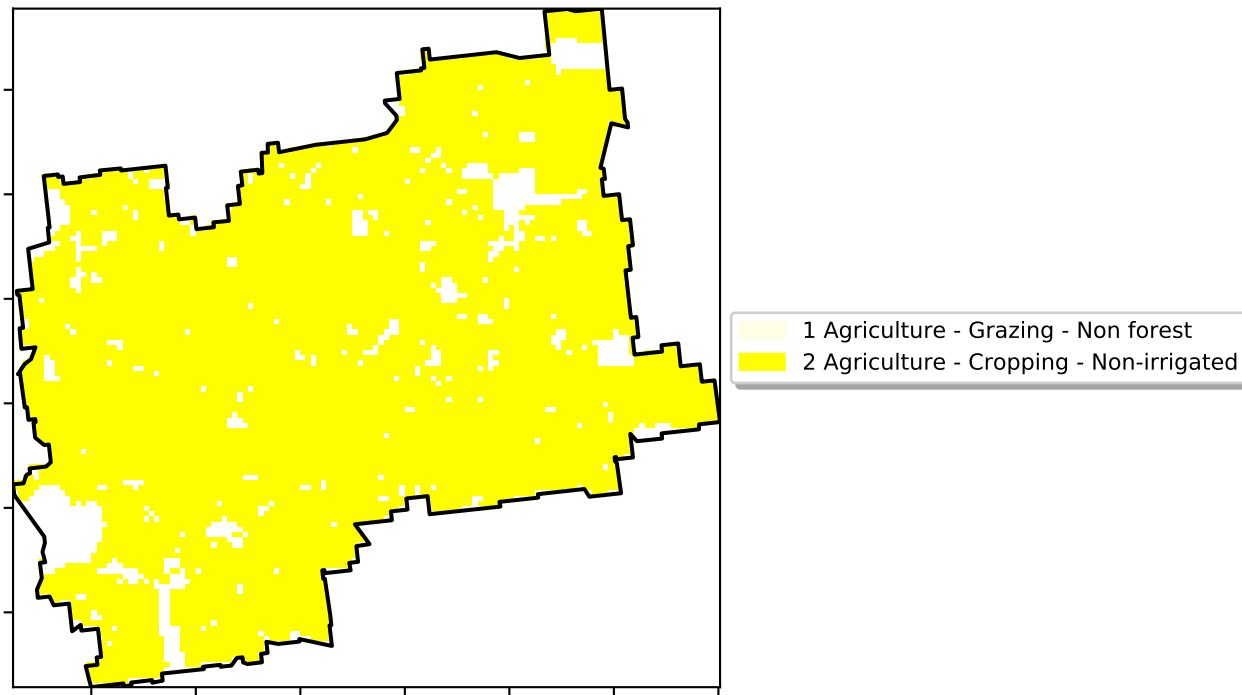 1 Agriculture - Grazing - Non forest
2 Agriculture - Cropping - Non-irrigated